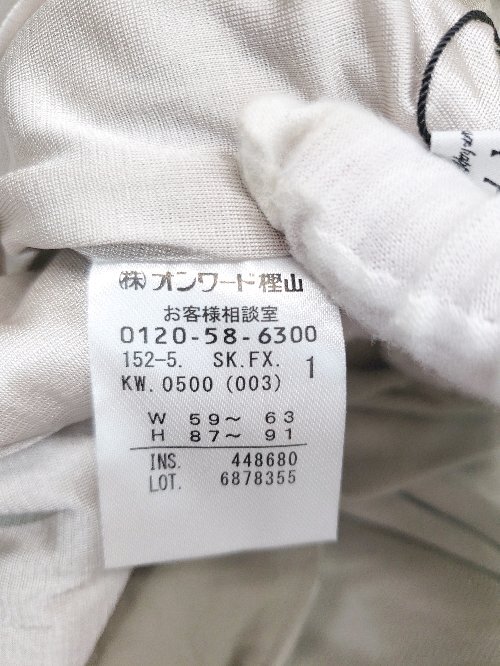 ㈱オンワード樫山
お客様相談室
0120-58-6300
152-5. SK.FX. 1
KW. 0500 (003)
W 59〜 63
H 87〜 91
INS. 448680
LOT. 6878355